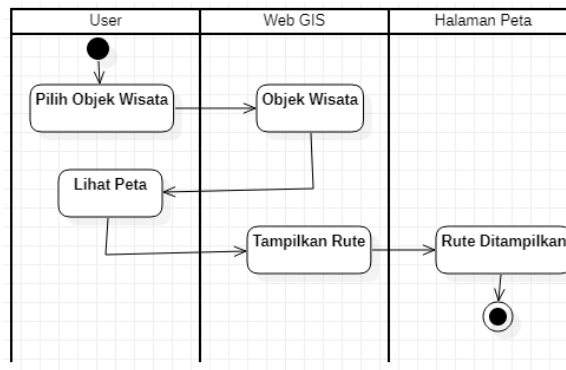 User
Web GIS
Halaman Peta
Pilih Objek Wisata
Objek Wisata
Lihat Peta
Tampilkan Rute
Rute Ditampilkan